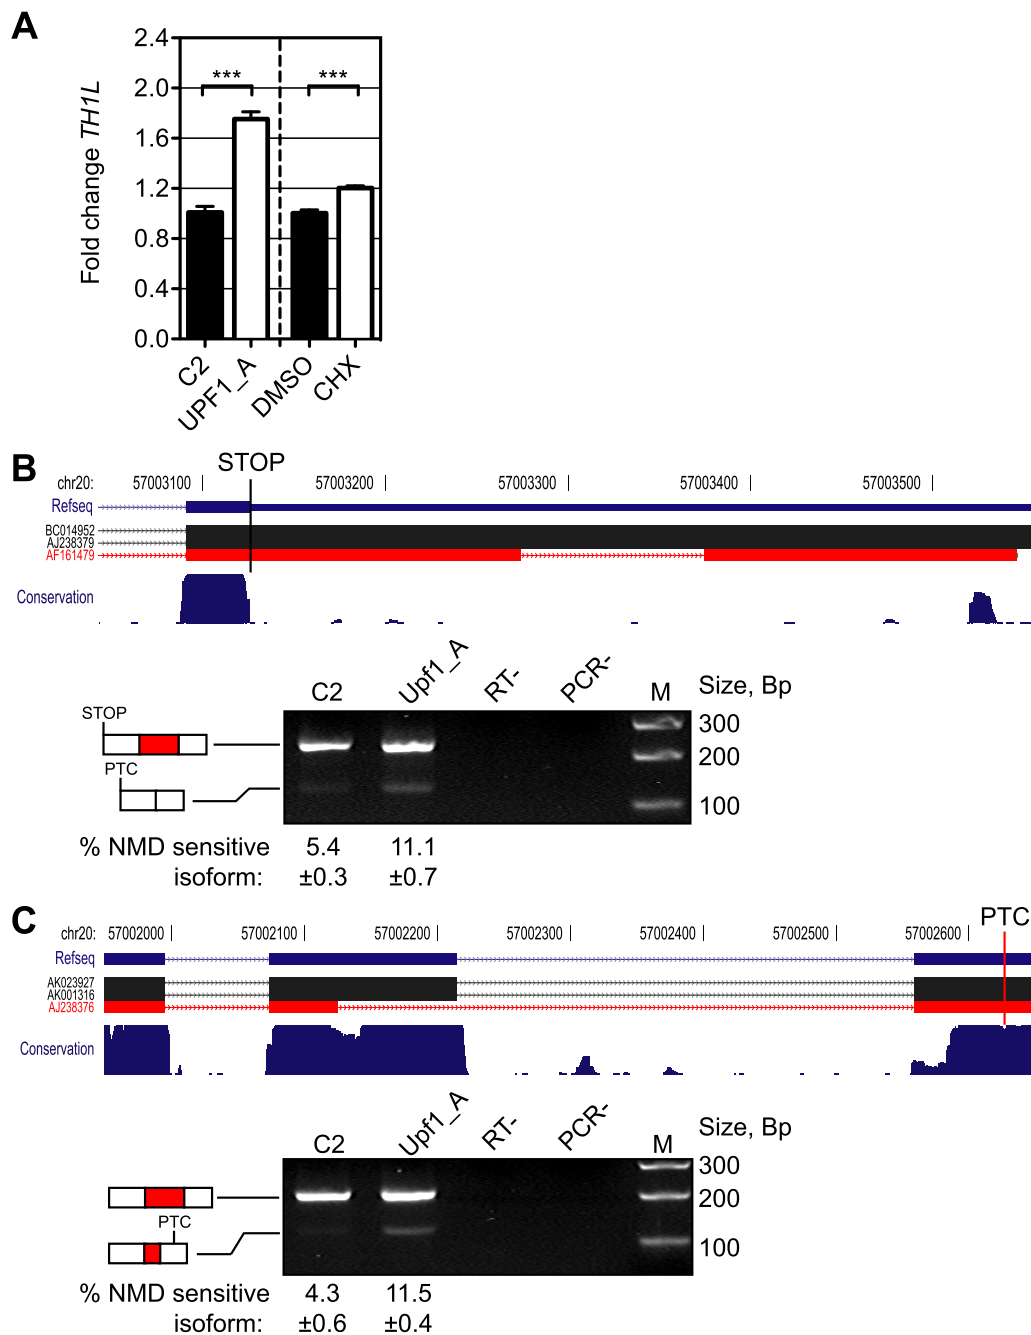 A
Fold change TH1L
2.4
2.0
1.6
1.2
0.8
0.4
0.0
*** ***
C2 UPF1_A DMSO CHX
B
STOP
chr20: 57003100 57003200 57003300 57003400 57003500
Refseq
BC014952
AJ238379
AF161479
Conservation
C2 Upf1_A RT- PCR- M Size, Bp
STOP
PTC
300
200
100
% NMD sensitive 5.4 11.1
isoform: ±0.3 ±0.7
C
PTC
chr20: 57002000 57002100 57002200 57002300 57002400 57002500 57002600
Refseq
AK023927
AK001316
AJ238376
Conservation
C2 Upf1_A RT- PCR- M Size, Bp
PTC
300
200
100
% NMD sensitive 4.3 11.5
isoform: ±0.6 ±0.4